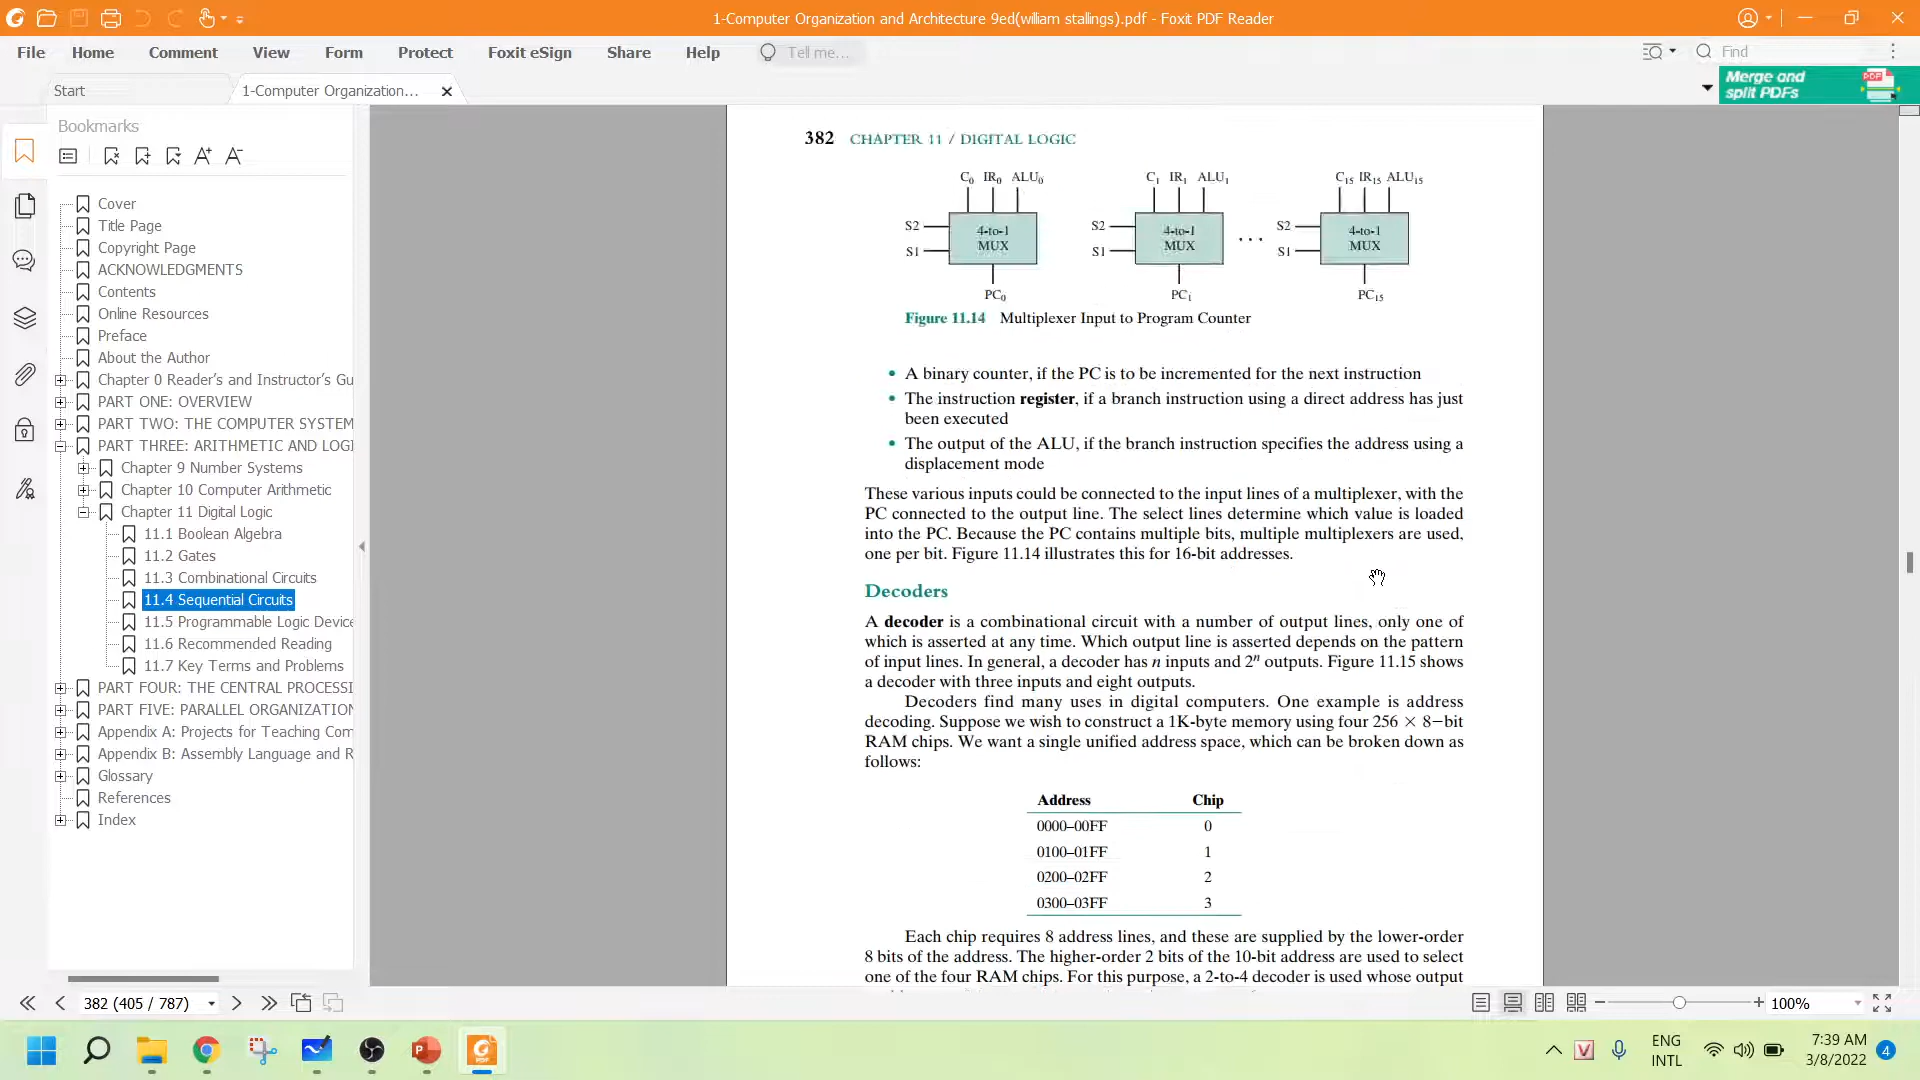 1-Computer Organization and Architecture 9ed(william stallings).pdf - Foxit PDF Reader
File Home Comment View Form Protect Foxit eSign Share Help Tell me... Find
Start 1-Computer Organization... Merge and split PDFs
Bookmarks
Cover
Title Page
Copyright Page
ACKNOWLEDGMENTS
Contents
Online Resources
Preface
About the Author
Chapter 0 Reader's and Instructor's Gu
PART ONE: OVERVIEW
PART TWO: THE COMPUTER SYSTEM
PART THREE: ARITHMETIC AND LOGI
Chapter 9 Number Systems
Chapter 10 Computer Arithmetic
Chapter 11 Digital Logic
11.1 Boolean Algebra
11.2 Gates
11.3 Combinational Circuits
11.4 Sequential Circuits
11.5 Programmable Logic Device
11.6 Recommended Reading
11.7 Key Terms and Problems
PART FOUR: THE CENTRAL PROCESSI
PART FIVE: PARALLEL ORGANIZATION
Appendix A: Projects for Teaching Com
Appendix B: Assembly Language and R
Glossary
References
Index
382 CHAPTER 11 / DIGITAL LOGIC
C0 IR0 ALU0 C1 IR1 ALU1 C15 IR15 ALU15
S2 4-to-1 S2 4-to-1 S2 4-to-1
S1 MUX S1 MUX ... S1 MUX
PC0 PC1 PC15
Figure 11.14 Multiplexer Input to Program Counter
• A binary counter, if the PC is to be incremented for the next instruction
• The instruction register, if a branch instruction using a direct address has just
been executed
• The output of the ALU, if the branch instruction specifies the address using a
displacement mode
These various inputs could be connected to the input lines of a multiplexer, with the
PC connected to the output line. The select lines determine which value is loaded
into the PC. Because the PC contains multiple bits, multiple multiplexers are used,
one per bit. Figure 11.14 illustrates this for 16-bit addresses.
Decoders
A decoder is a combinational circuit with a number of output lines, only one of
which is asserted at any time. Which output line is asserted depends on the pattern
of input lines. In general, a decoder has n inputs and 2ⁿ outputs. Figure 11.15 shows
a decoder with three inputs and eight outputs.
Decoders find many uses in digital computers. One example is address
decoding. Suppose we wish to construct a 1K-byte memory using four 256 × 8−bit
RAM chips. We want a single unified address space, which can be broken down as
follows:
Address Chip
0000–00FF 0
0100–01FF 1
0200–02FF 2
0300–03FF 3
Each chip requires 8 address lines, and these are supplied by the lower-order
8 bits of the address. The higher-order 2 bits of the 10-bit address are used to select
one of the four RAM chips. For this purpose, a 2-to-4 decoder is used whose output
382 (405 / 787) 100%
ENG 7:39 AM
INTL 3/8/2022 4